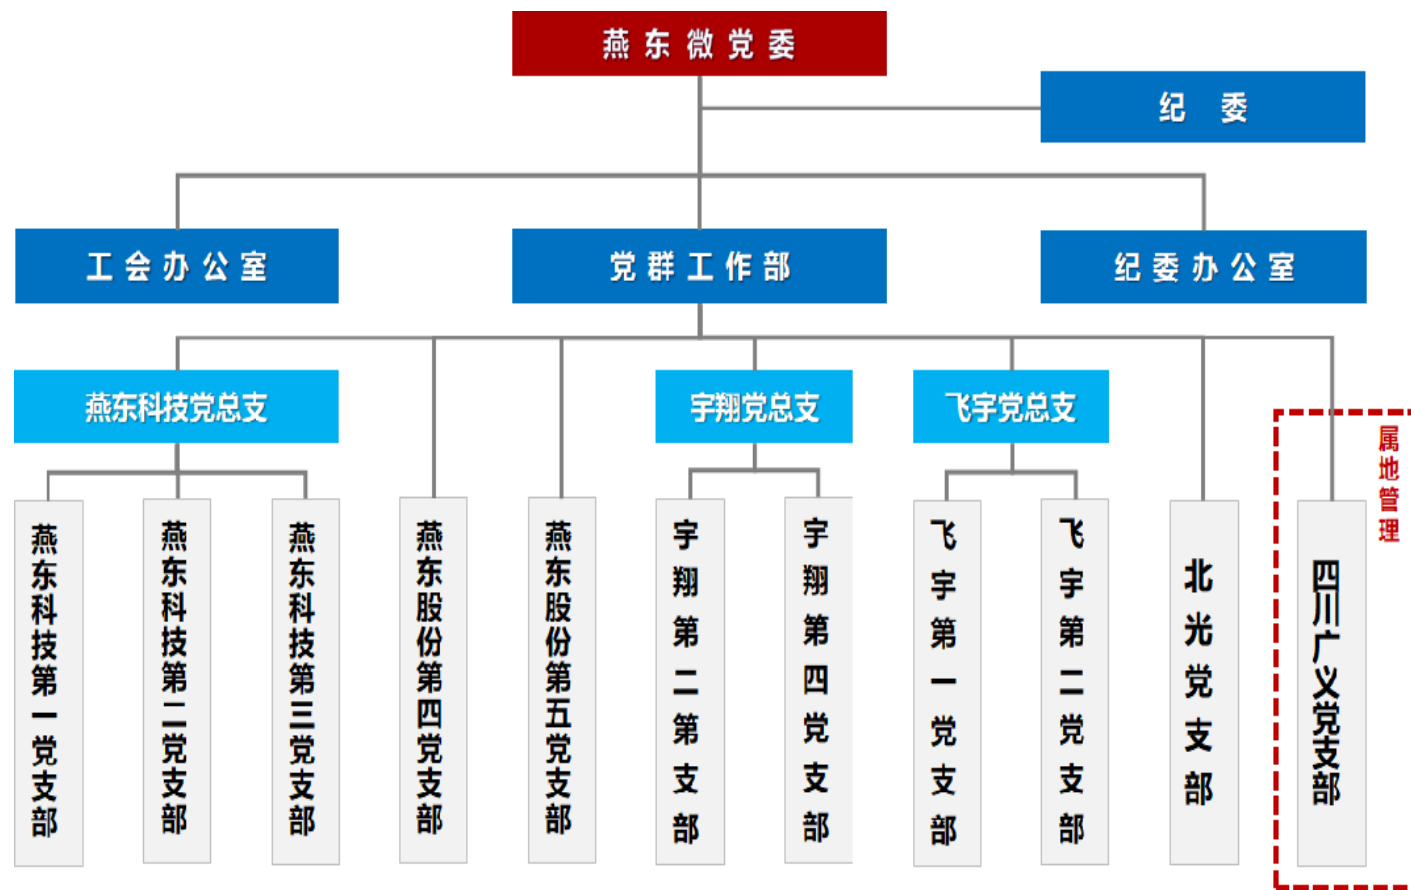 燕东微党委
纪 委
工会办公室
党群工作部
纪委办公室
燕东科技党总支
宇翔党总支
飞宇党总支
属地管理
燕东科技第一党支部
燕东科技第二党支部
燕东科技第三党支部
燕东股份第四党支部
燕东股份第五党支部
宇翔第二第支部
宇翔第四党支部
飞宇第一党支部
飞宇第二党支部
北光党支部
四川广义党支部